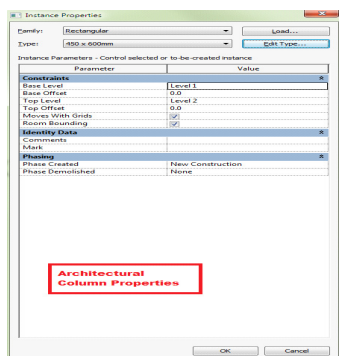 Instance Properties
Family: Rectangular Load...
Type: 450 x 600mm Edit Type...
Instance Parameters - Control selected or to-be-created instance
Parameter Value
Constraints
Base Level Level 1
Base Offset 0.0
Top Level Level 2
Top Offset 0.0
Moves With Grids
Room Bounding
Identity Data
Comments
Mark
Phasing
Phase Created New Construction
Phase Demolished None
Architectural
Column Properties
OK Cancel